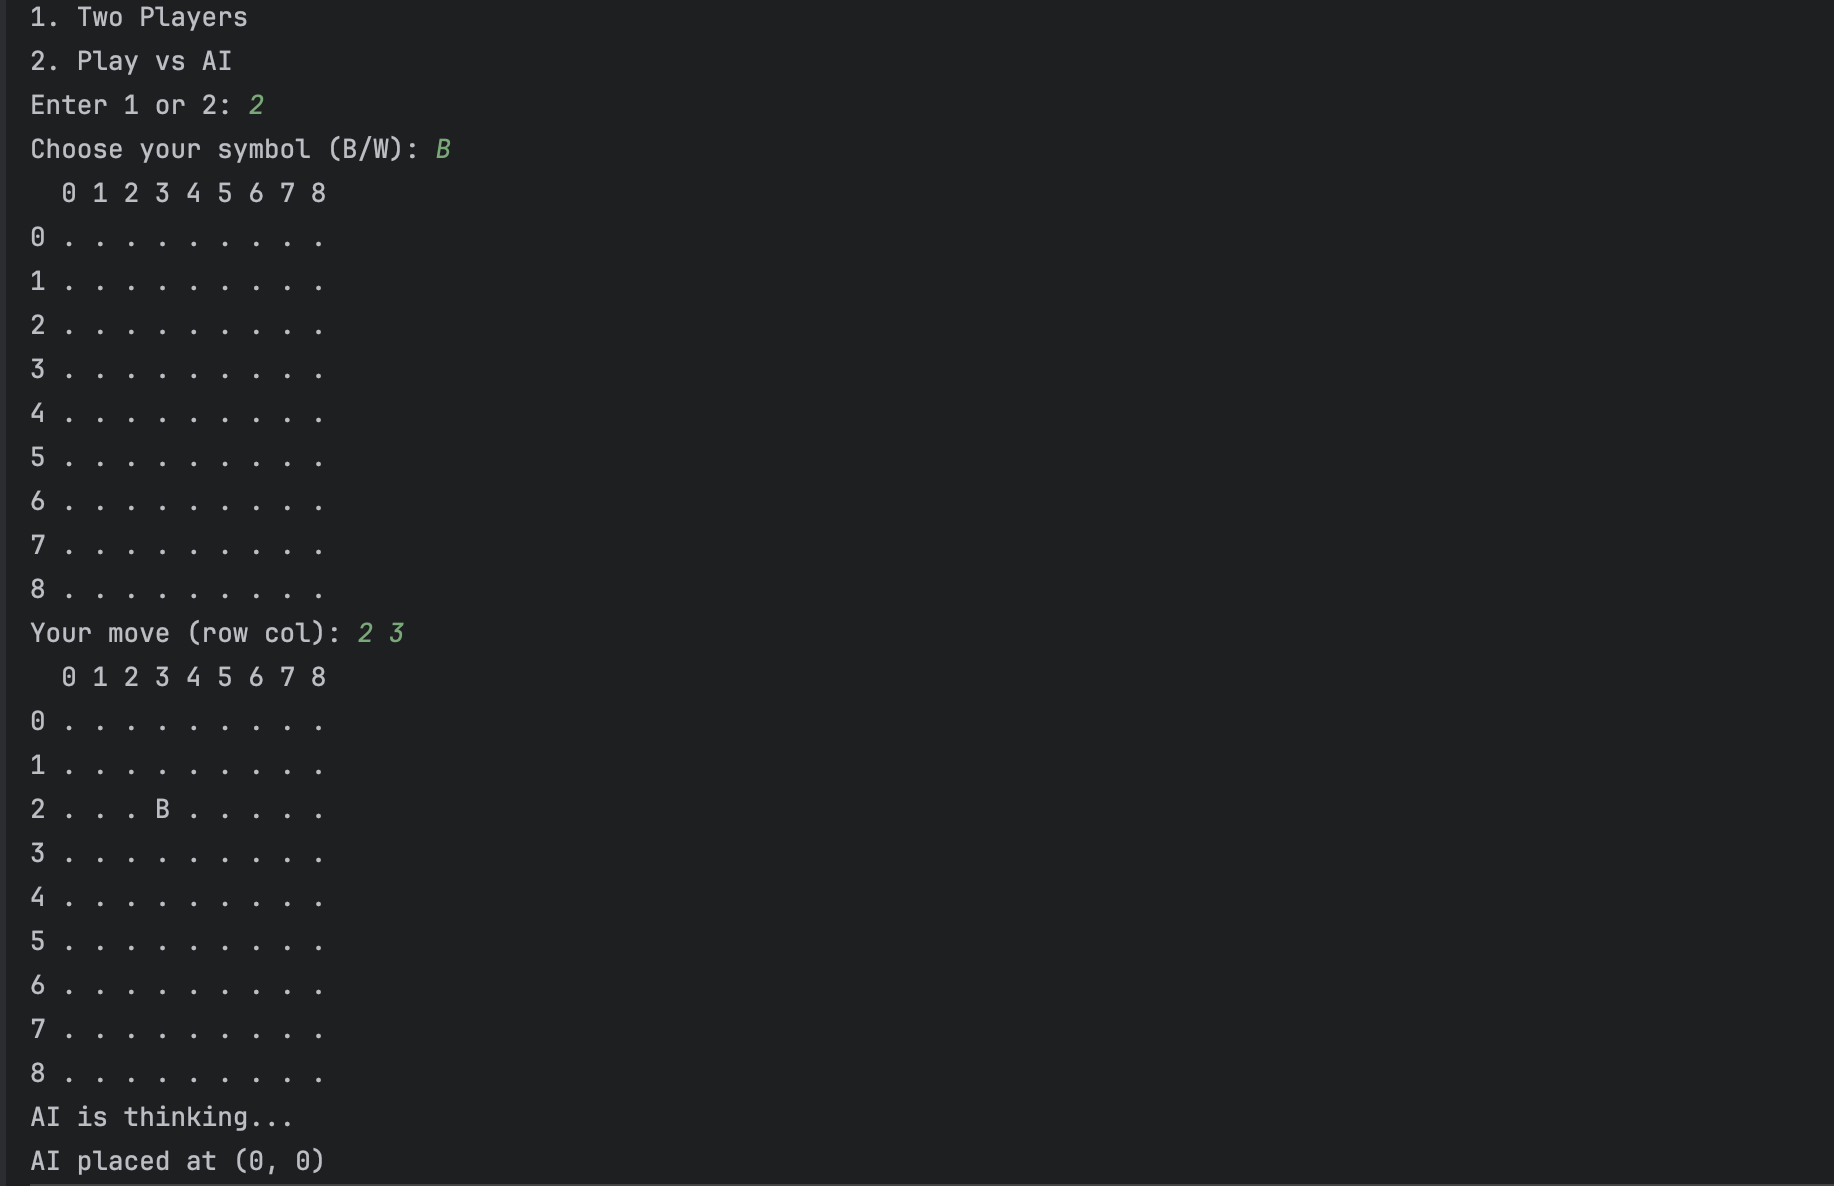 1. Two Players
2. Play vs AI
Enter 1 or 2: 2
Choose your symbol (B/W): B
  0 1 2 3 4 5 6 7 8
0 . . . . . . . . .
1 . . . . . . . . .
2 . . . . . . . . .
3 . . . . . . . . .
4 . . . . . . . . .
5 . . . . . . . . .
6 . . . . . . . . .
7 . . . . . . . . .
8 . . . . . . . . .
Your move (row col): 2 3
  0 1 2 3 4 5 6 7 8
0 . . . . . . . . .
1 . . . . . . . . .
2 . . . B . . . . .
3 . . . . . . . . .
4 . . . . . . . . .
5 . . . . . . . . .
6 . . . . . . . . .
7 . . . . . . . . .
8 . . . . . . . . .
AI is thinking...
AI placed at (0, 0)